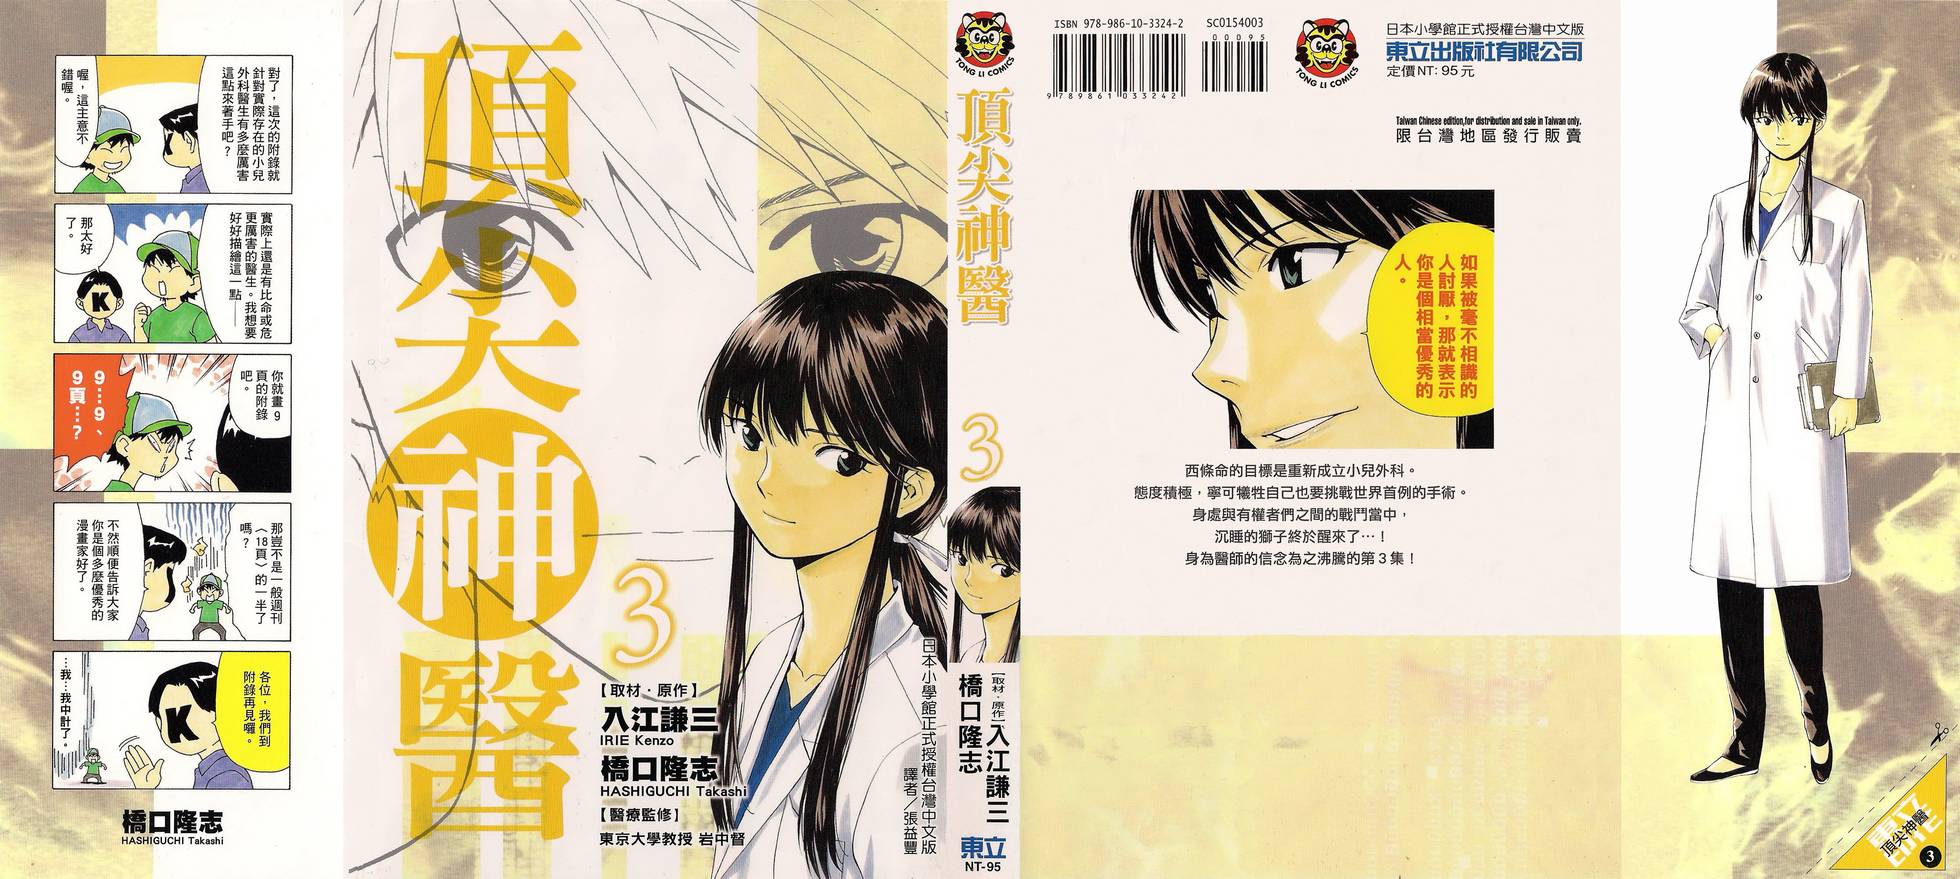 對了，這次的附錄就
針對實際存在的小兒
外科醫生有多麼厲害
這點來著手吧？
喔，這主意不
錯喔。
實際上還是有比命或危
更厲害的醫生。我想要
好好描繪這一點——
那太好
了。
K
你就畫9
頁的附錄
吧。
9…9、
9頁…？
那豈不是一般週刊
〈18頁〉的一半了
嗎？
不然順便告訴大家
你是個多麼優秀的
漫畫家好了。
各位，我們到
附錄再見囉。
K
…我…我中計了。
橋口隆志
HASHIGUCHI Takashi
頂尖神醫
3
【取材・原作】
入江謙三
IRIE Kenzo
橋口隆志
HASHIGUCHI Takashi
【醫療監修】
東京大學教授 岩中督
日本小學館正式授權台灣中文版
譯者／張益豐
TONG LI COMICS
頂尖神醫
3
【取材・原作】入江謙三
橋口隆志
東立
NT-95
ISBN 978-986-10-3324-2
SC0154003
00095
9789861033242
TONG LI COMICS
日本小學館正式授權台灣中文版
東立出版社有限公司
定價NT: 95元
Taiwan Chinese edition,for distribution and sale in Taiwan only.
限台灣地區發行販賣
如果被毫不相識的
人討厭，那就表示
你是個相當優秀的
人。
西條命的目標是重新成立小兒外科。
態度積極，寧可犧牲自己也要挑戰世界首例的手術。
身處與有權者們之間的戰鬥當中，
沉睡的獅子終於醒來了…！
身為醫師的信念為之沸騰的第3集！
東立
頂尖神醫
3